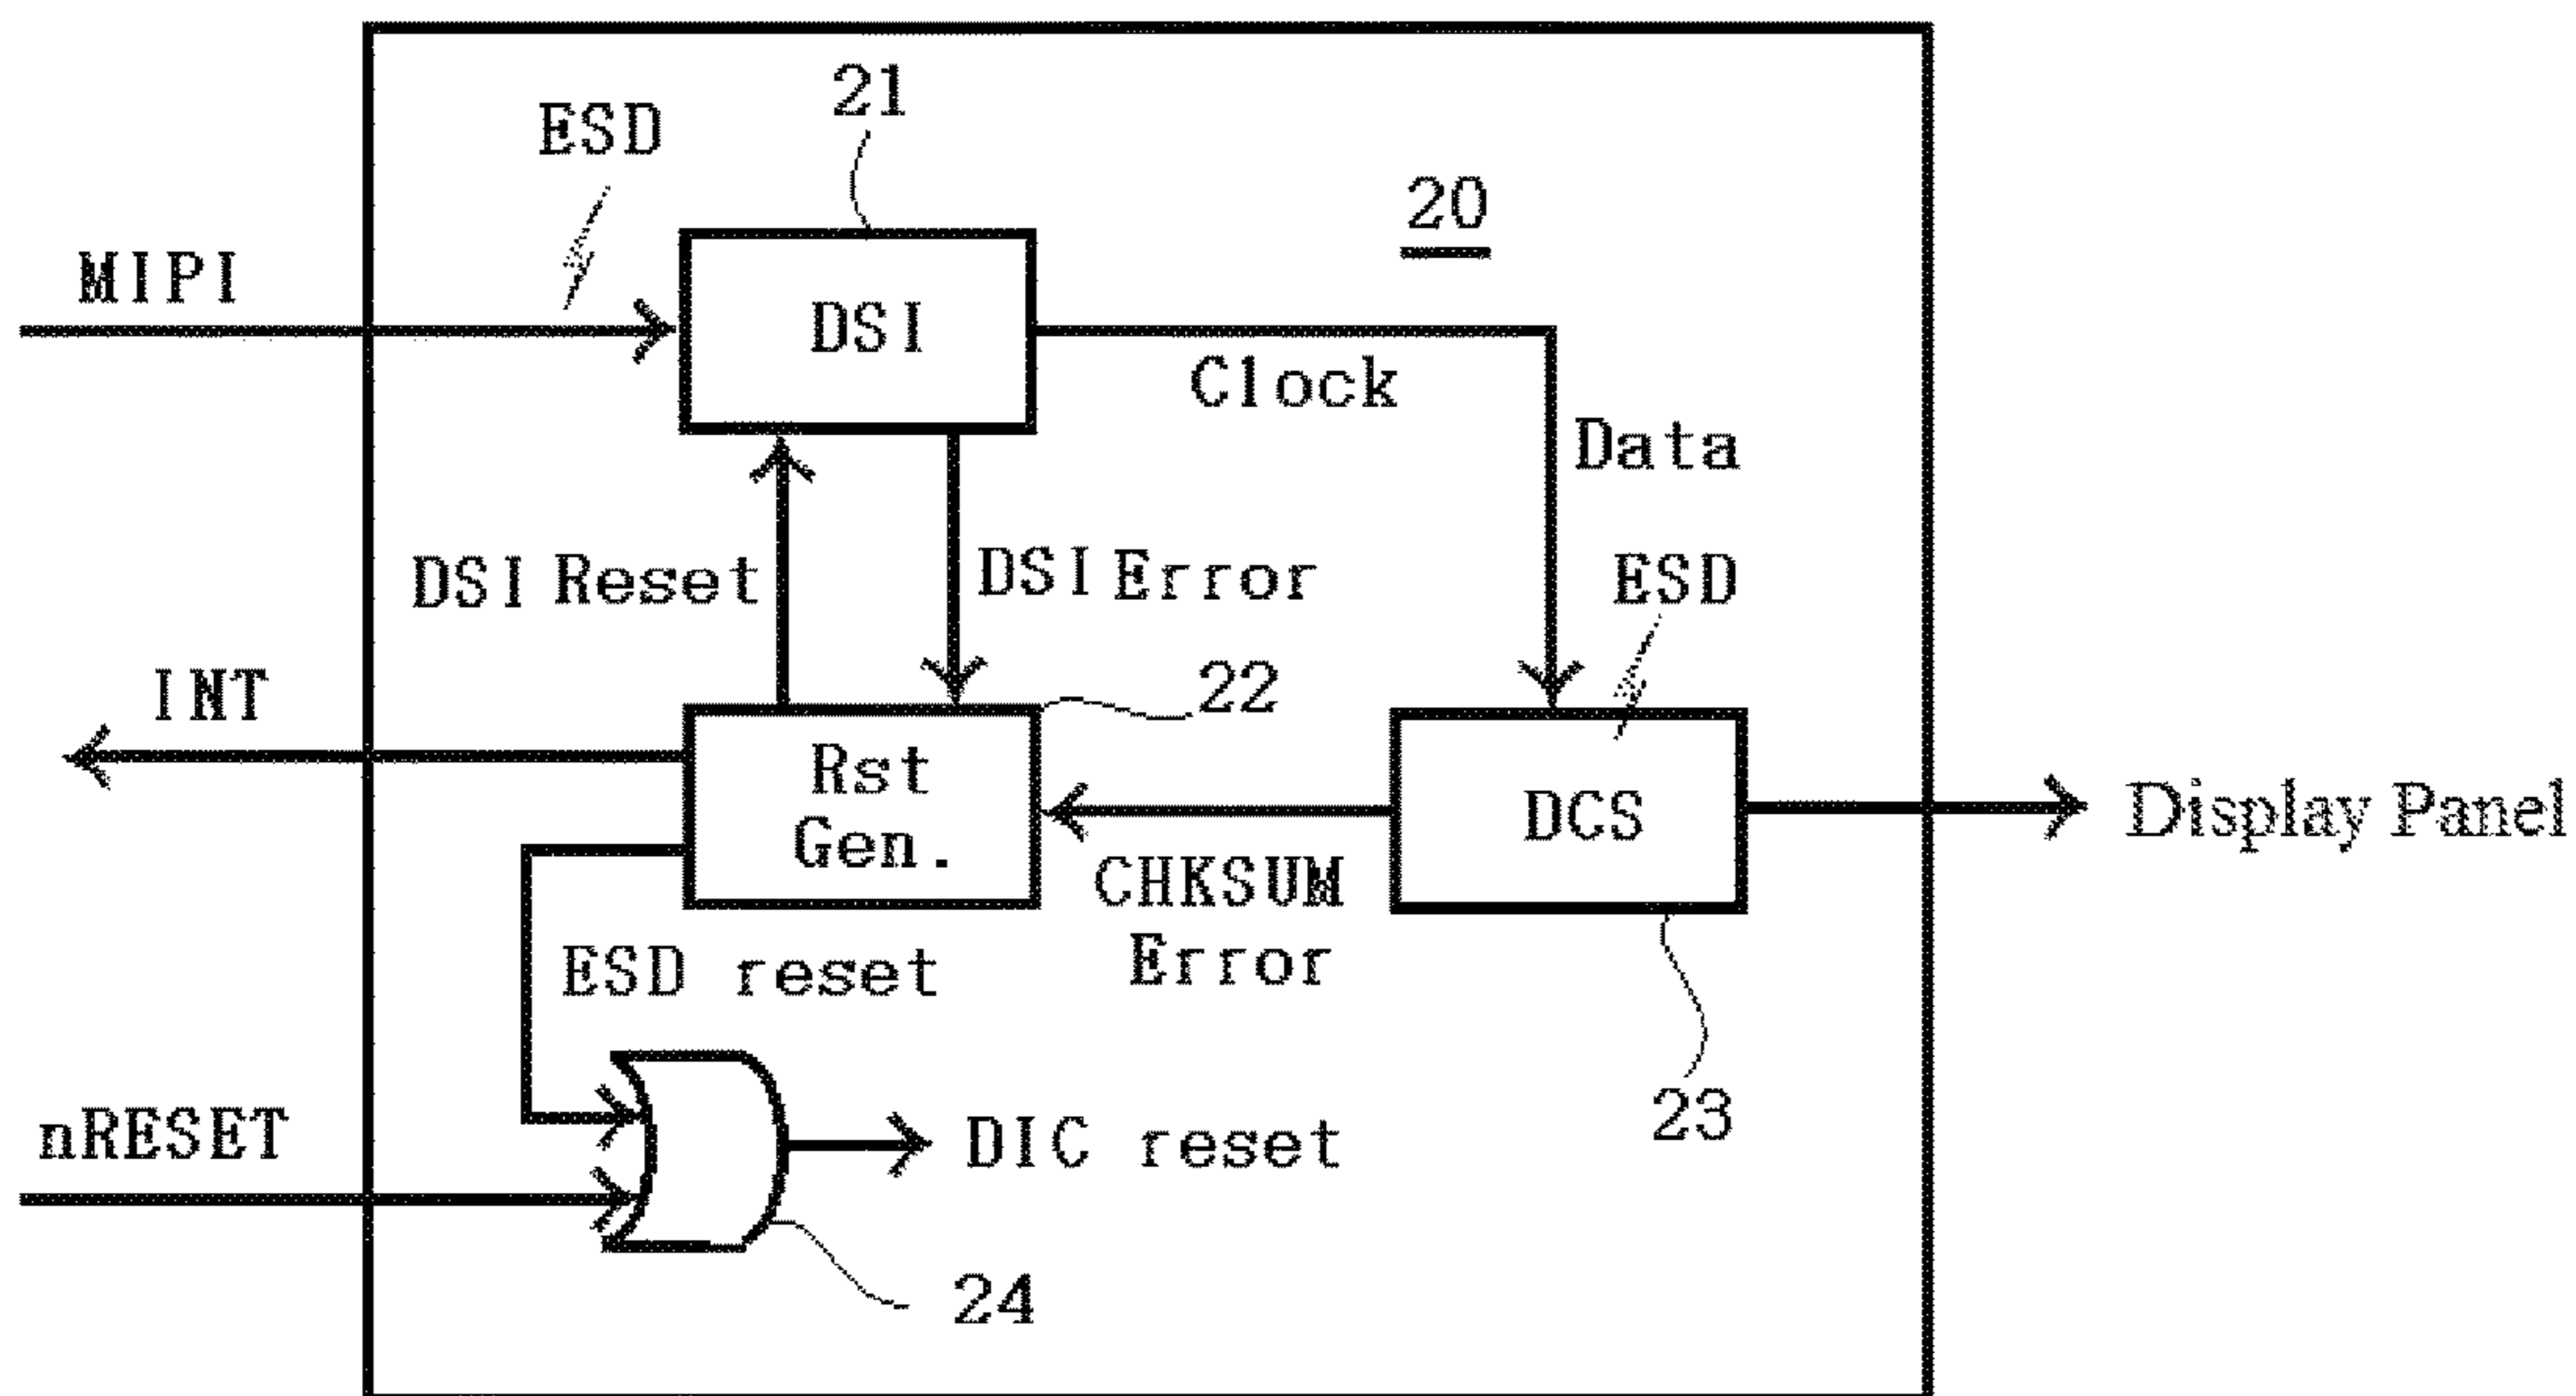 21
ESD
20
MIPI
DSI
Clock
Data
DSI Reset
DSI Error
ESD
INT
22
Rst
Gen.
DCS
Display Panel
CHKSUM
Error
ESD reset
nRESET
DIC reset
23
24